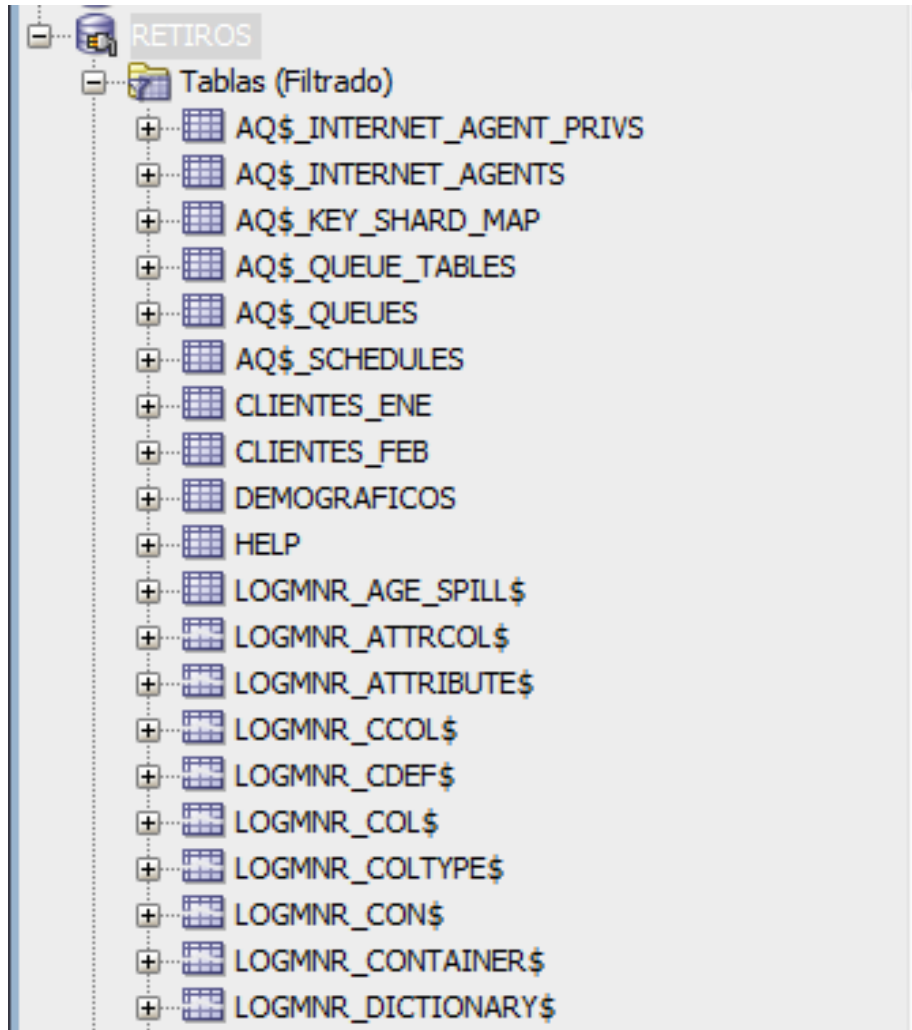 RETIROS
Tablas (Filtrado)
AQ$_INTERNET_AGENT_PRIVS
AQ$_INTERNET_AGENTS
AQ$_KEY_SHARD_MAP
AQ$_QUEUE_TABLES
AQ$_QUEUES
AQ$_SCHEDULES
CLIENTES_ENE
CLIENTES_FEB
DEMOGRAFICOS
HELP
LOGMNR_AGE_SPILL$
LOGMNR_ATTRCOL$
LOGMNR_ATTRIBUTE$
LOGMNR_CCOL$
LOGMNR_CDEF$
LOGMNR_COL$
LOGMNR_COLTYPE$
LOGMNR_CON$
LOGMNR_CONTAINER$
LOGMNR_DICTIONARY$